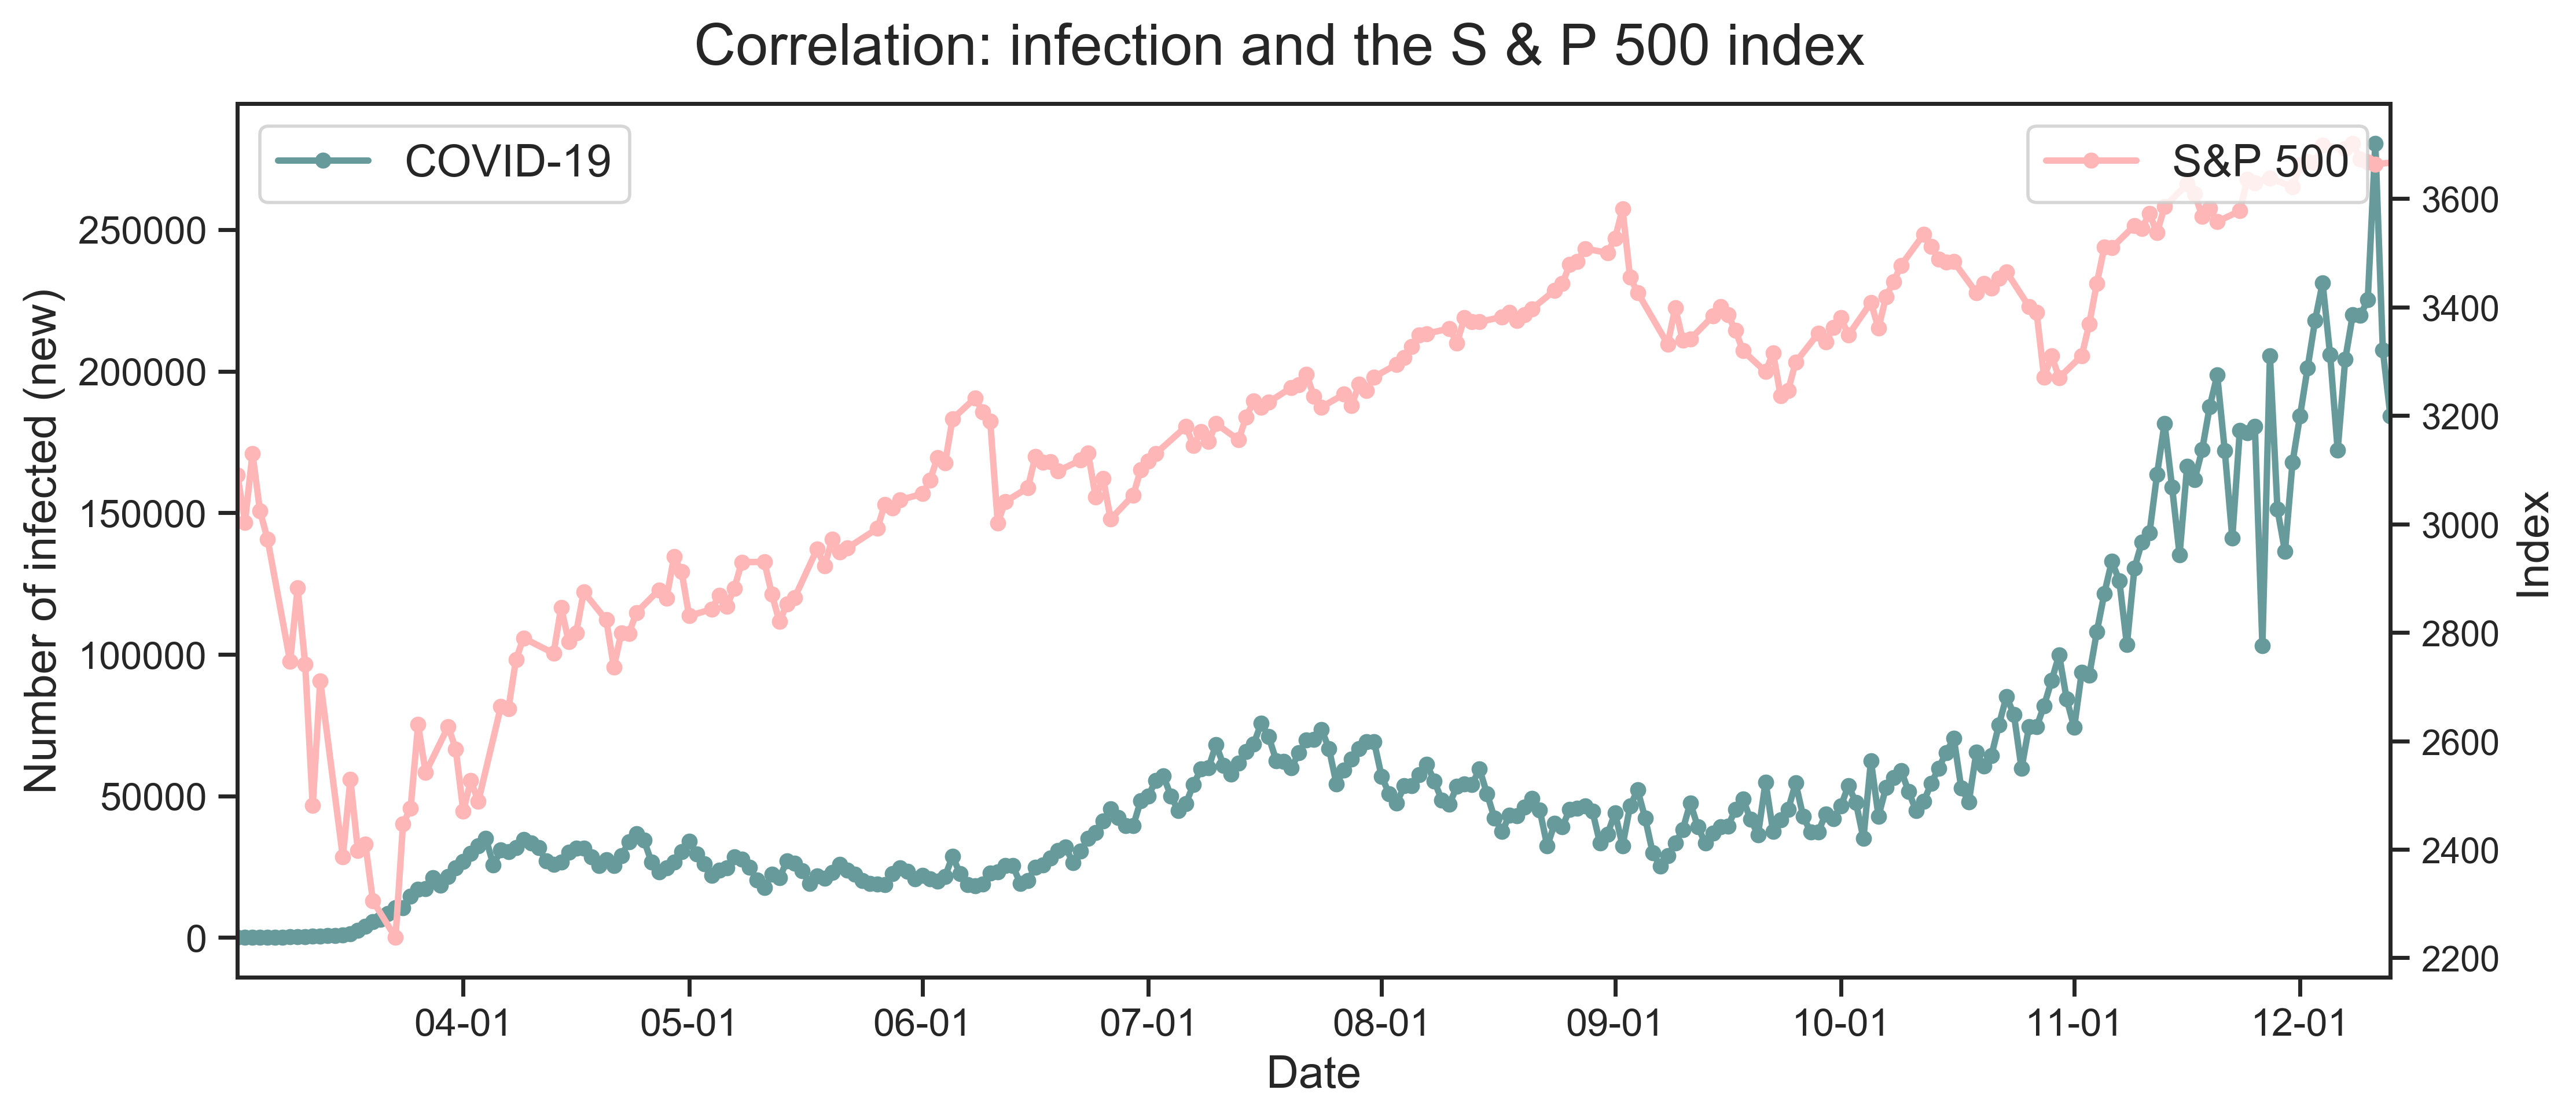 Correlation: infection and the S & P 500 index
COVID-19
S&P 500
Number of infected (new)
250000
200000
150000
100000
50000
0
3600
3400
3200
3000
2800
2600
2400
2200
Index
04-01 05-01 06-01 07-01 08-01 09-01 10-01 11-01 12-01
Date